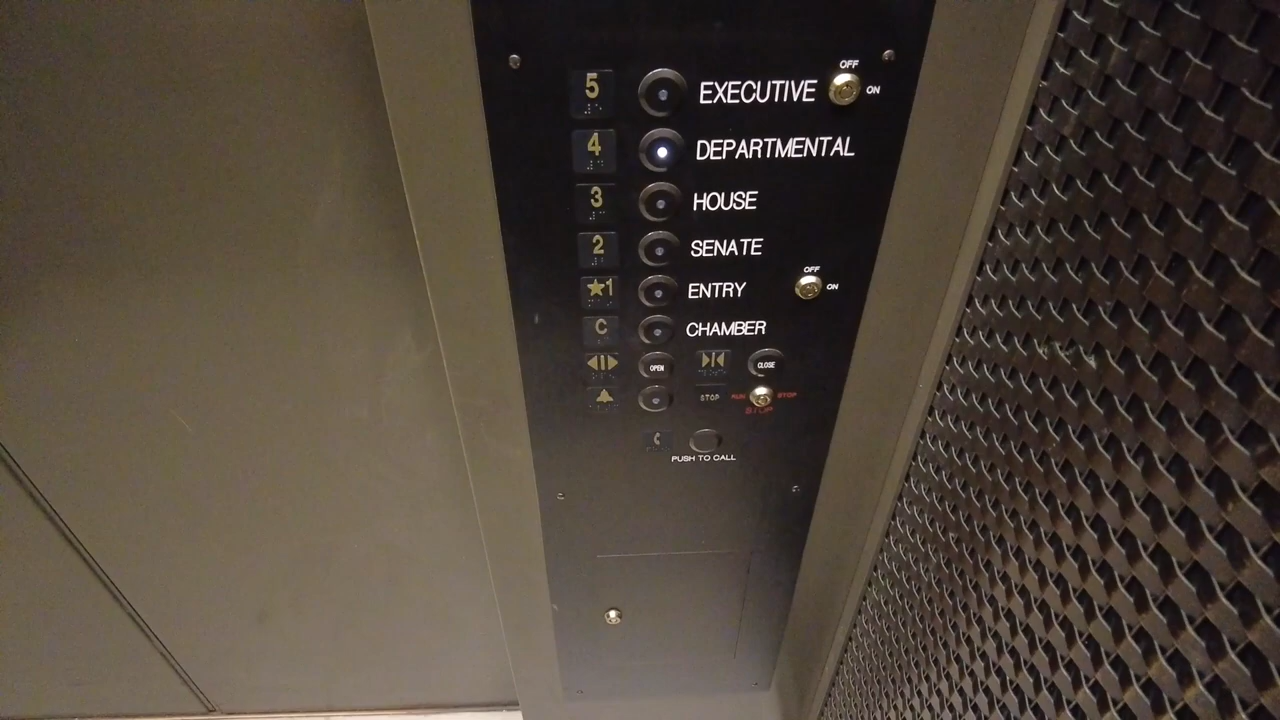 OFF
5 EXECUTIVE ON
4 DEPARTMENTAL
3 HOUSE
2 SENATE
OFF
★1 ENTRY ON
C CHAMBER
OPEN CLOSE
STOP RUN STOP
STOP
PUSH TO CALL